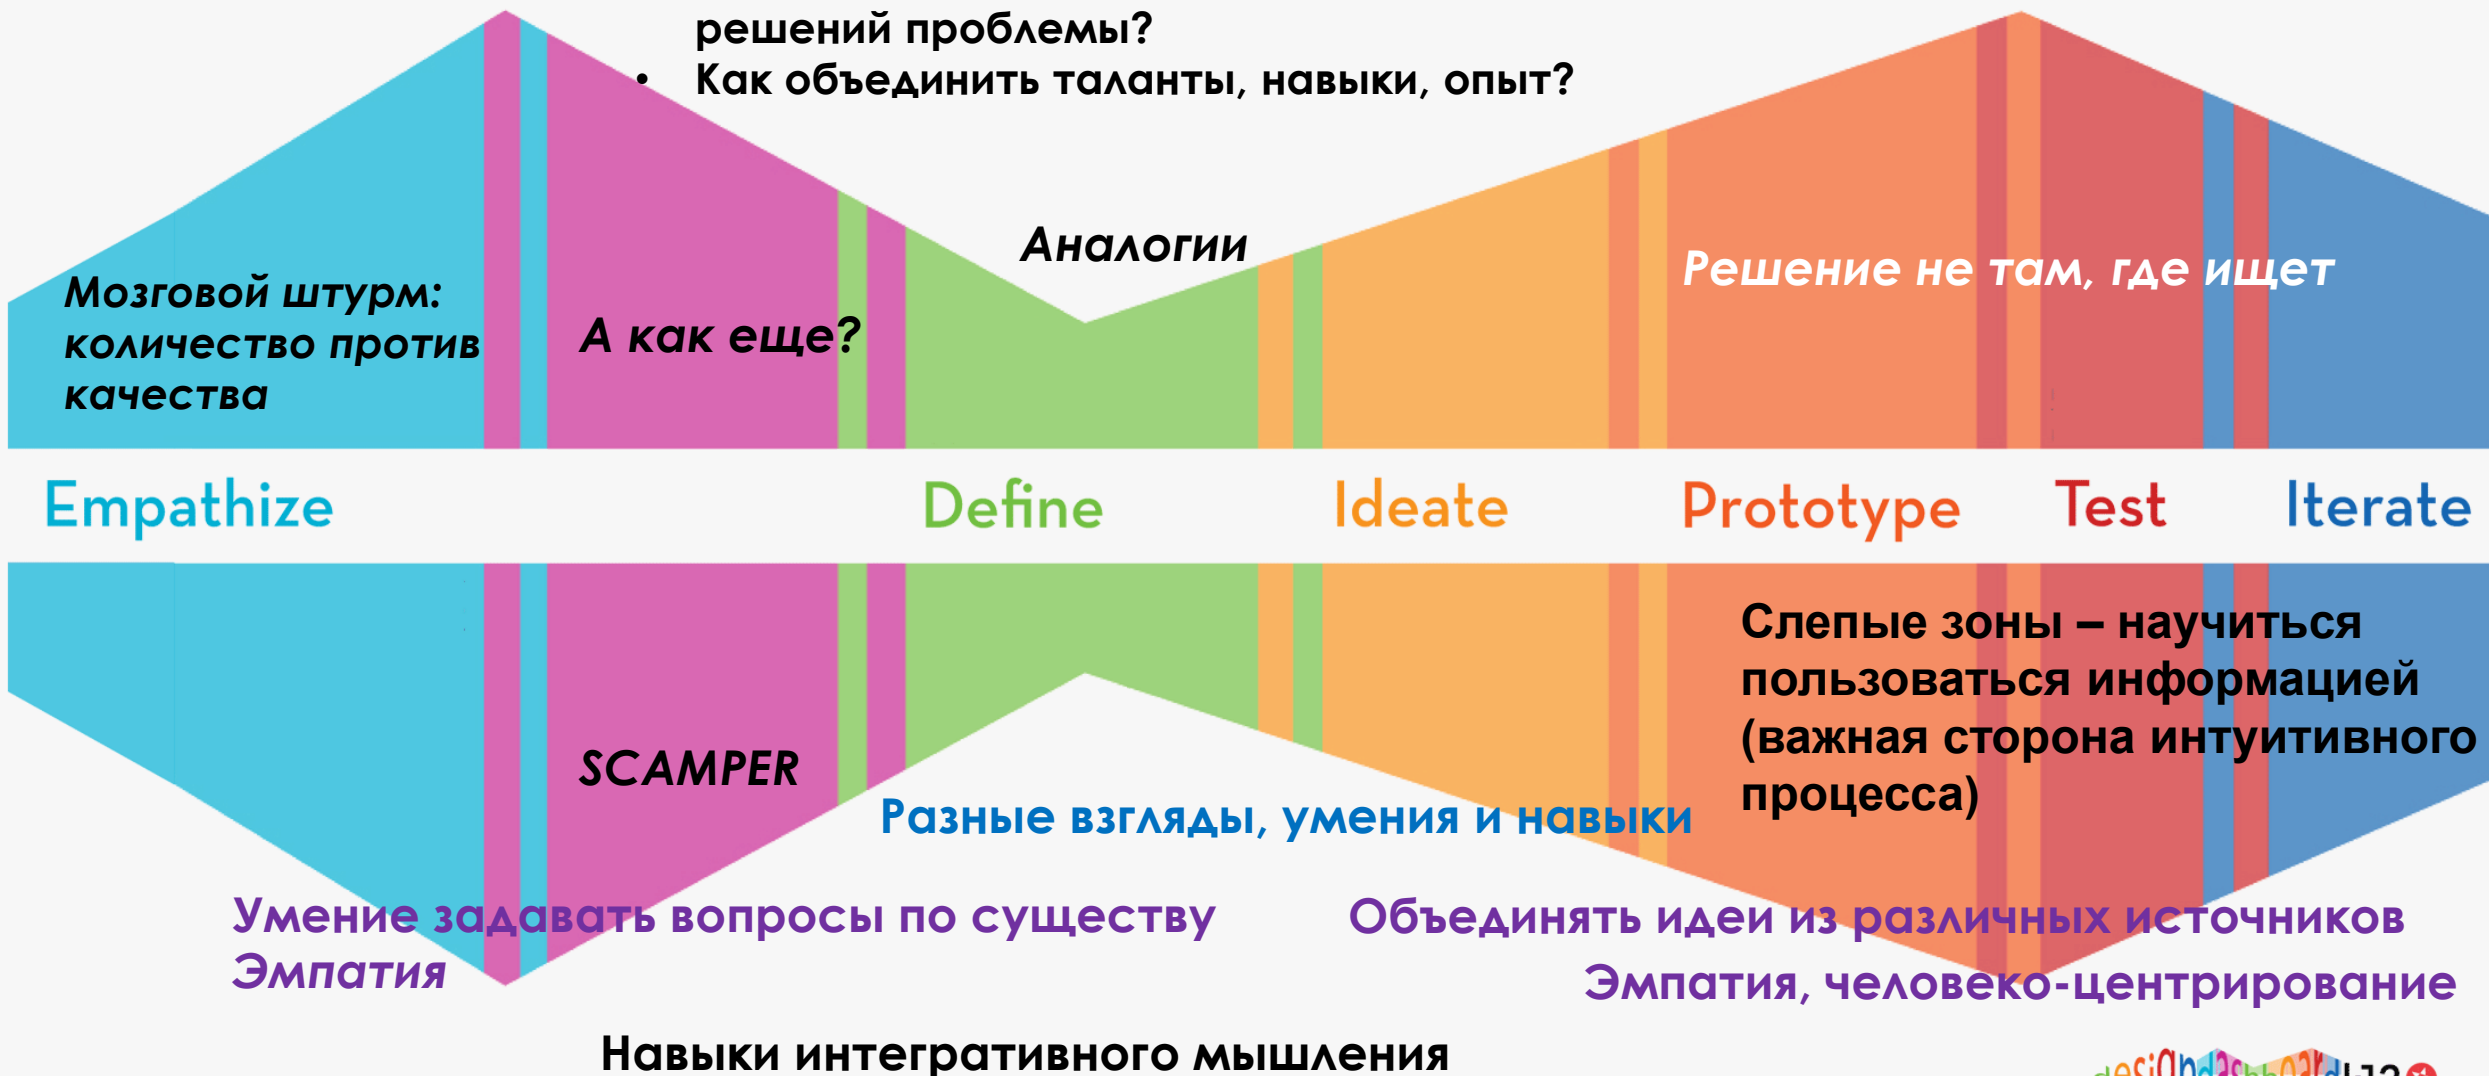 решений проблемы?
• Как объединить таланты, навыки, опыт?
Аналогии
Решение не там, где ищет
Мозговой штурм:
количество против
качества
А как еще?
Empathize Define Ideate Prototype Test Iterate
Слепые зоны – научиться
пользоваться информацией
(важная сторона интуитивного
процесса)
SCAMPER
Разные взгляды, умения и навыки
Умение задавать вопросы по существу
Эмпатия
Объединять идеи из различных источников
Эмпатия, человеко-центрирование
Навыки интегративного мышления